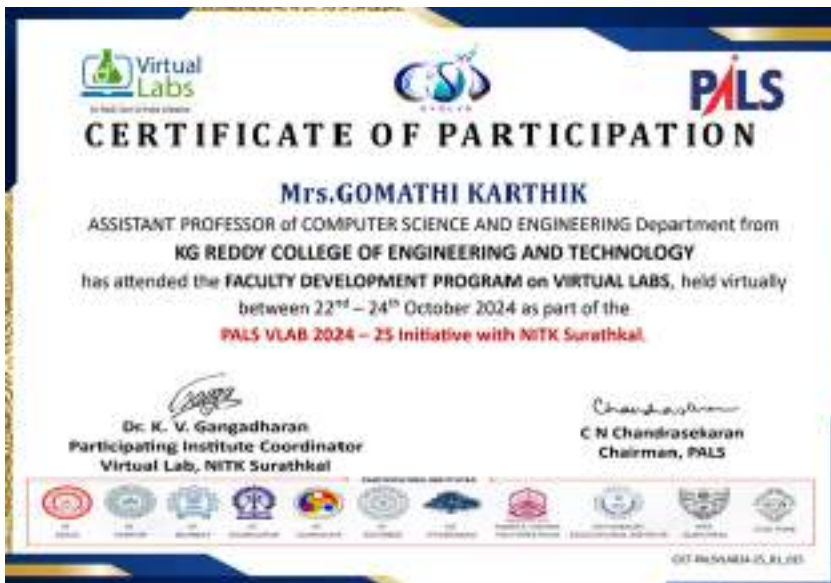 Virtual
Labs
CSD
PALS
CERTIFICATE OF PARTICIPATION
Mrs.GOMATHI KARTHIK
ASSISTANT PROFESSOR of COMPUTER SCIENCE AND ENGINEERING Department from
KG REDDY COLLEGE OF ENGINEERING AND TECHNOLOGY
has attended the FACULTY DEVELOPMENT PROGRAM on VIRTUAL LABS, held virtually
between 22nd – 24th October 2024 as part of the
PALS VLAB 2024 – 25 Initiative with NITK Surathkal.
Dr. K. V. Gangadharan
Participating Institute Coordinator
Virtual Lab, NITK Surathkal
C N Chandrasekaran
Chairman, PALS
PARTICIPATING INSTITUTES